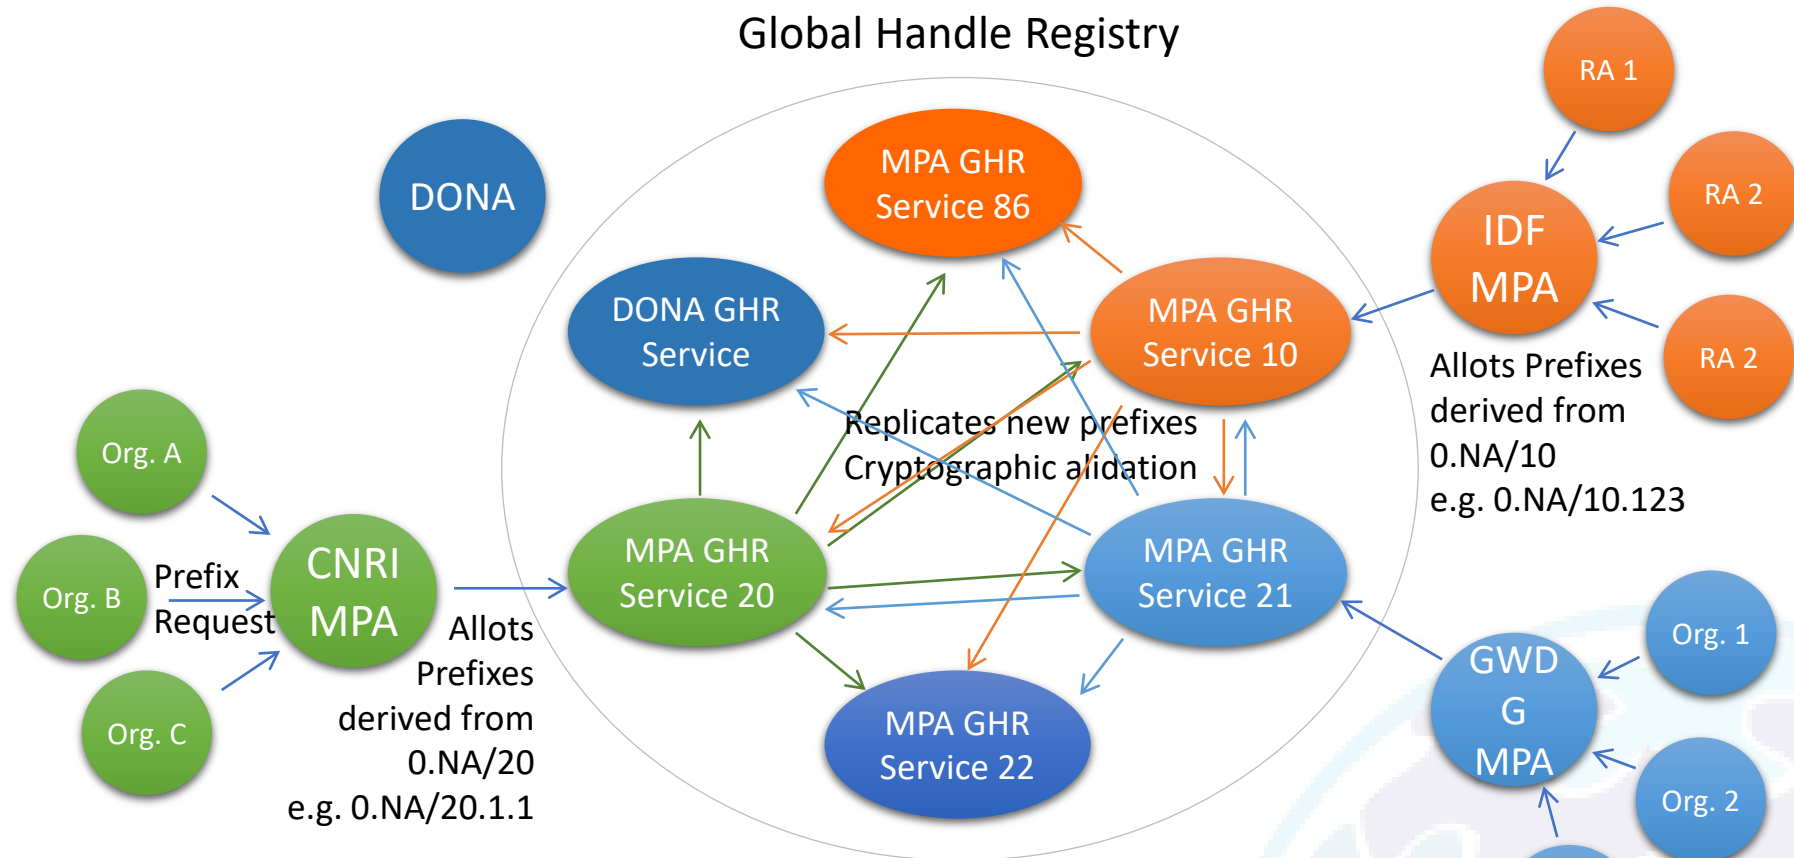 Global Handle Registry
RA 1
MPA GHR
Service 86
DONA
RA 2
IDF
MPA
DONA GHR
Service
MPA GHR
Service 10
RA 2
Allots Prefixes
derived from
0.NA/10
e.g. 0.NA/10.123
Replicates new prefixes
Cryptographic alidation
Org. A
Org. B
Org. C
Prefix
Request
CNRI
MPA
Allots
Prefixes
derived from
0.NA/20
e.g. 0.NA/20.1.1
MPA GHR
Service 20
MPA GHR
Service 21
MPA GHR
Service 22
GWD
G
MPA
Org. 1
Org. 2